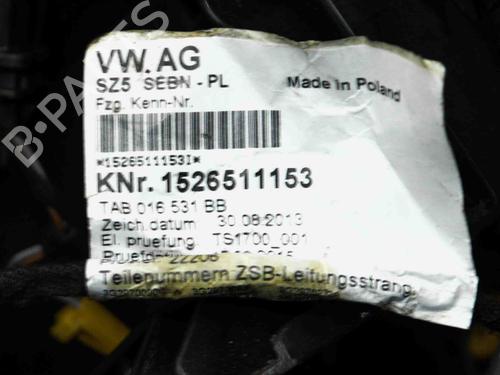 VW.AG
SZ5 SEBN - PL
Made In Poland
Fzg. Kenn-Nr.
*1526511153I*
KNr. 1526511153
TAB 016 531 BB
Zeich.datum 30.08.2013
El. pruefung. TS1700_001
22206
Teilenummern ZSB-Leitungsstrang
B-PARTS